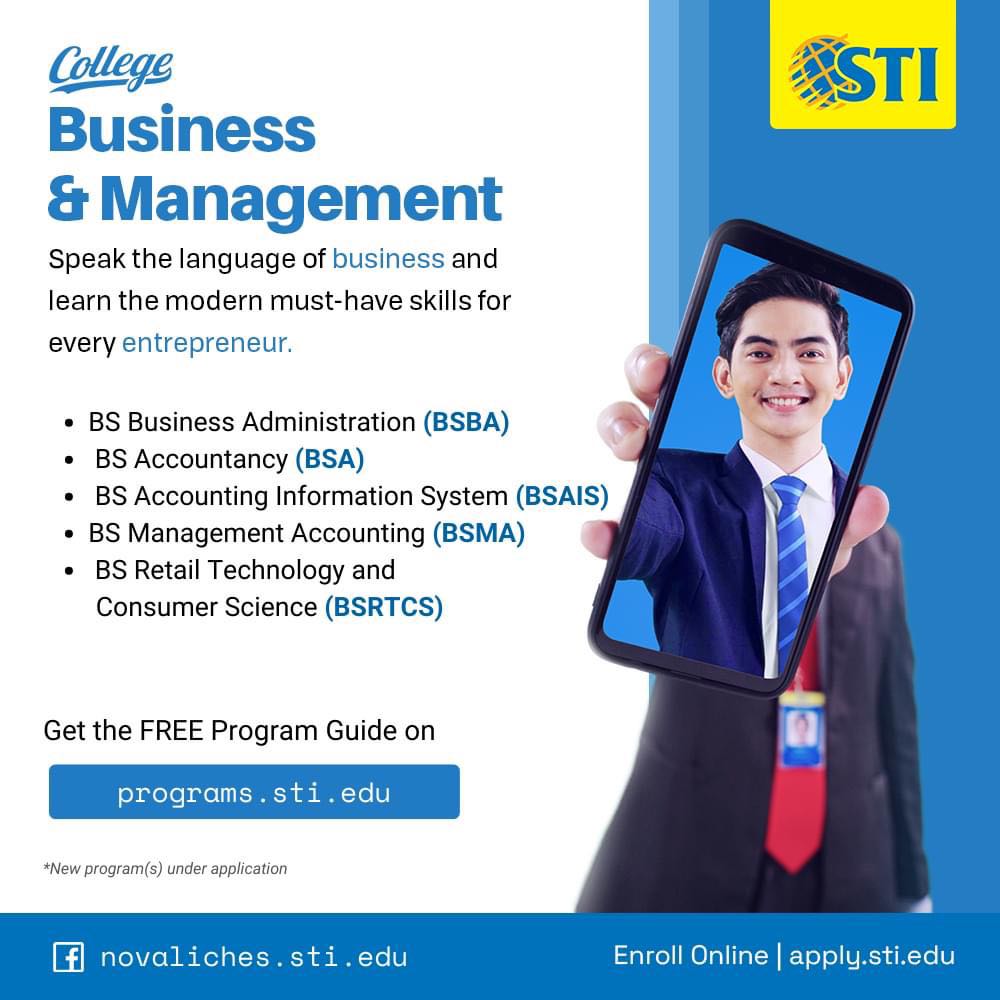 College
STI
Business
& Management
Speak the language of business and
learn the modern must-have skills for
every entrepreneur.
• BS Business Administration (BSBA)
• BS Accountancy (BSA)
• BS Accounting Information System (BSAIS)
• BS Management Accounting (BSMA)
• BS Retail Technology and
Consumer Science (BSRTCS)
Get the FREE Program Guide on
programs.sti.edu
*New program(s) under application
novaliches.sti.edu
Enroll Online | apply.sti.edu